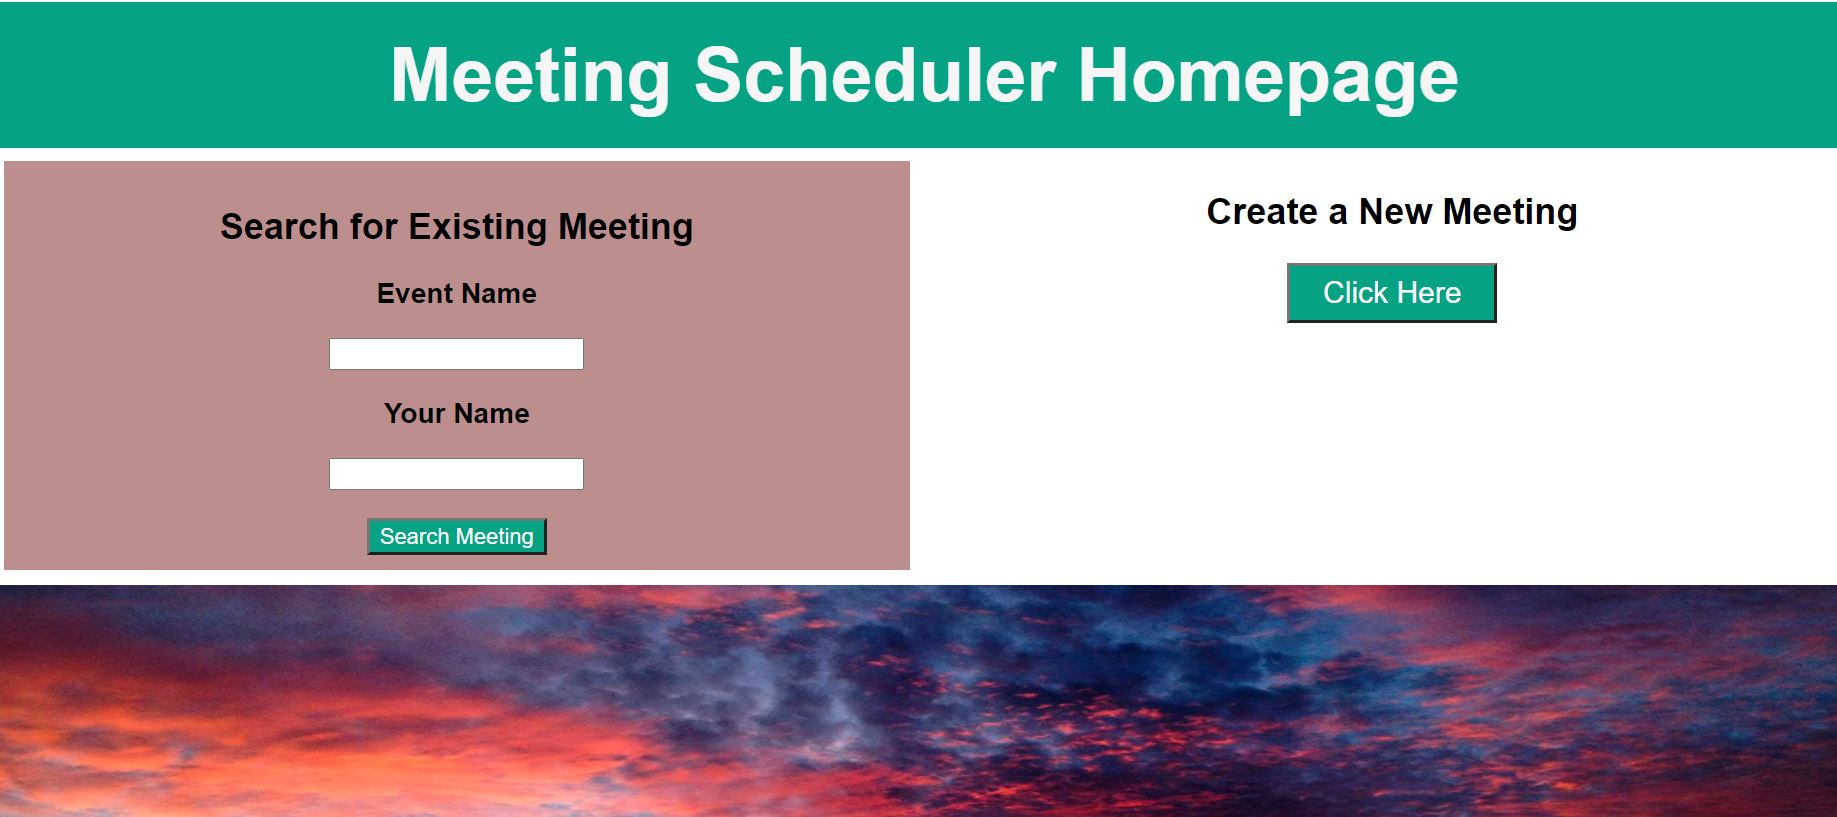 Meeting Scheduler Homepage
Search for Existing Meeting
Event Name
Your Name
Search Meeting
Create a New Meeting
Click Here